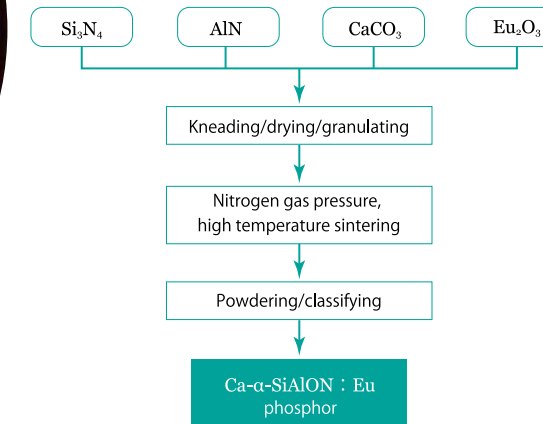 Si₃N₄
AlN
CaCO₃
Eu₂O₃
Kneading/drying/granulating
Nitrogen gas pressure,
high temperature sintering
Powdering/classifying
Ca-α-SiAlON：Eu
phosphor